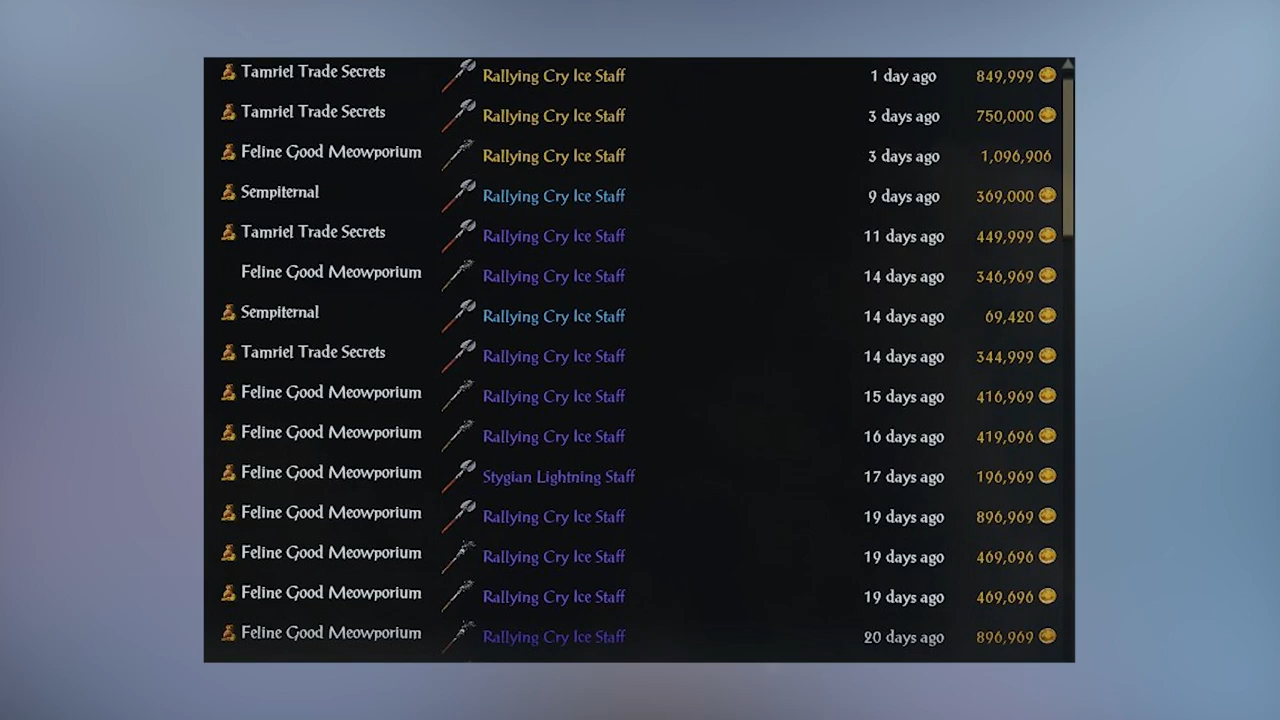 Tamriel Trade Secrets Rallying Cry Ice Staff 1 day ago 849,999
Tamriel Trade Secrets Rallying Cry Ice Staff 3 days ago 750,000
Feline Good Meowporium Rallying Cry Ice Staff 3 days ago 1,096,906
Sempiternal Rallying Cry Ice Staff 9 days ago 369,000
Tamriel Trade Secrets Rallying Cry Ice Staff 11 days ago 449,999
Feline Good Meowporium Rallying Cry Ice Staff 14 days ago 346,969
Sempiternal Rallying Cry Ice Staff 14 days ago 69,420
Tamriel Trade Secrets Rallying Cry Ice Staff 14 days ago 344,999
Feline Good Meowporium Rallying Cry Ice Staff 15 days ago 416,969
Feline Good Meowporium Rallying Cry Ice Staff 16 days ago 419,696
Feline Good Meowporium Stygian Lightning Staff 17 days ago 196,969
Feline Good Meowporium Rallying Cry Ice Staff 19 days ago 896,969
Feline Good Meowporium Rallying Cry Ice Staff 19 days ago 469,696
Feline Good Meowporium Rallying Cry Ice Staff 19 days ago 469,696
Feline Good Meowporium Rallying Cry Ice Staff 20 days ago 896,969